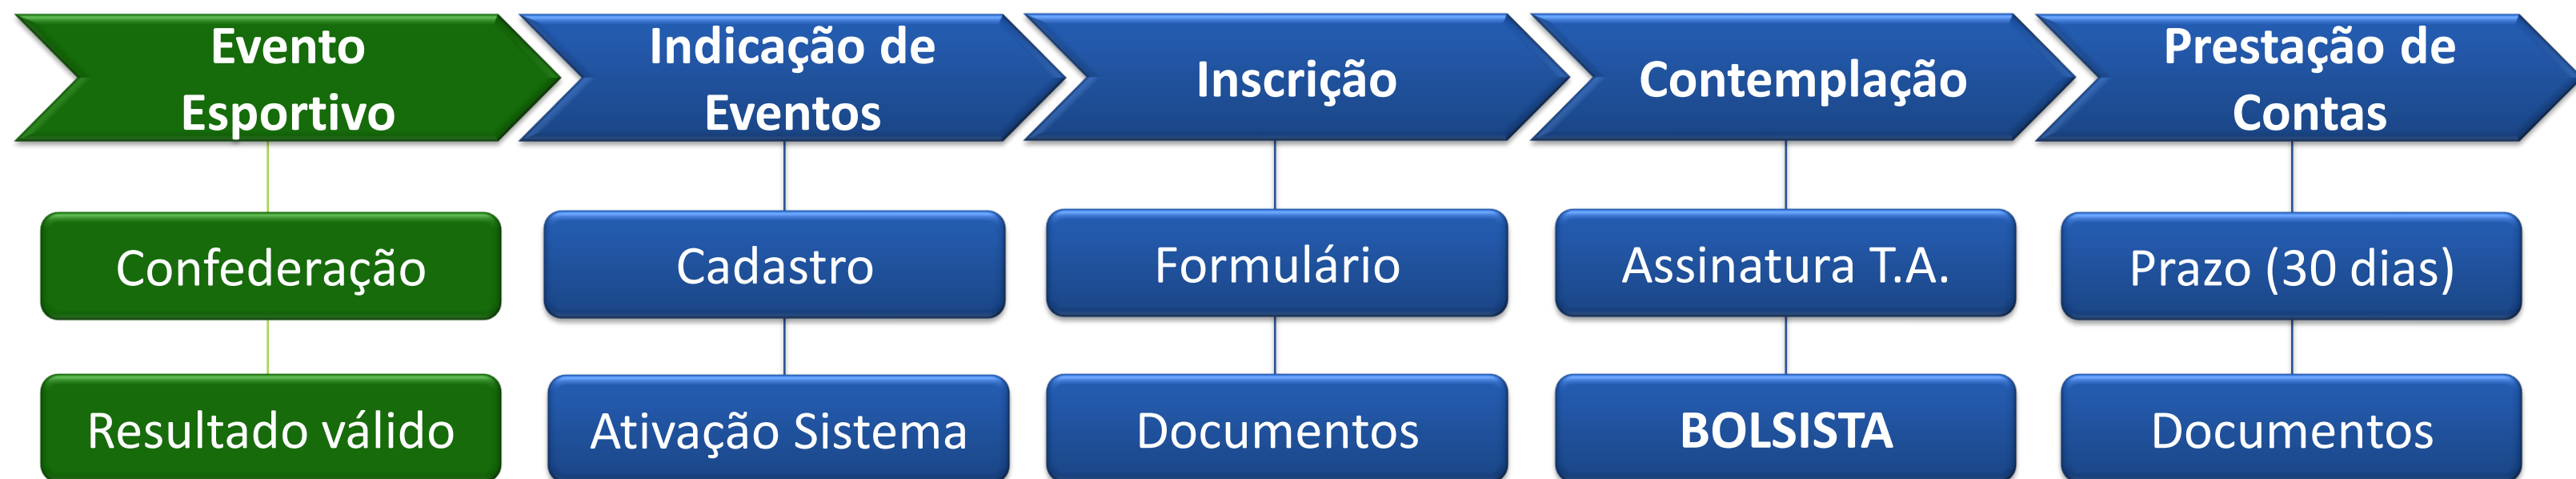 Evento
Esportivo
Indicação de
Eventos
Inscrição
Contemplação
Prestação de
Contas
Confederação
Cadastro
Formulário
Assinatura T.A.
Prazo (30 dias)
Resultado válido
Ativação Sistema
Documentos
BOLSISTA
Documentos